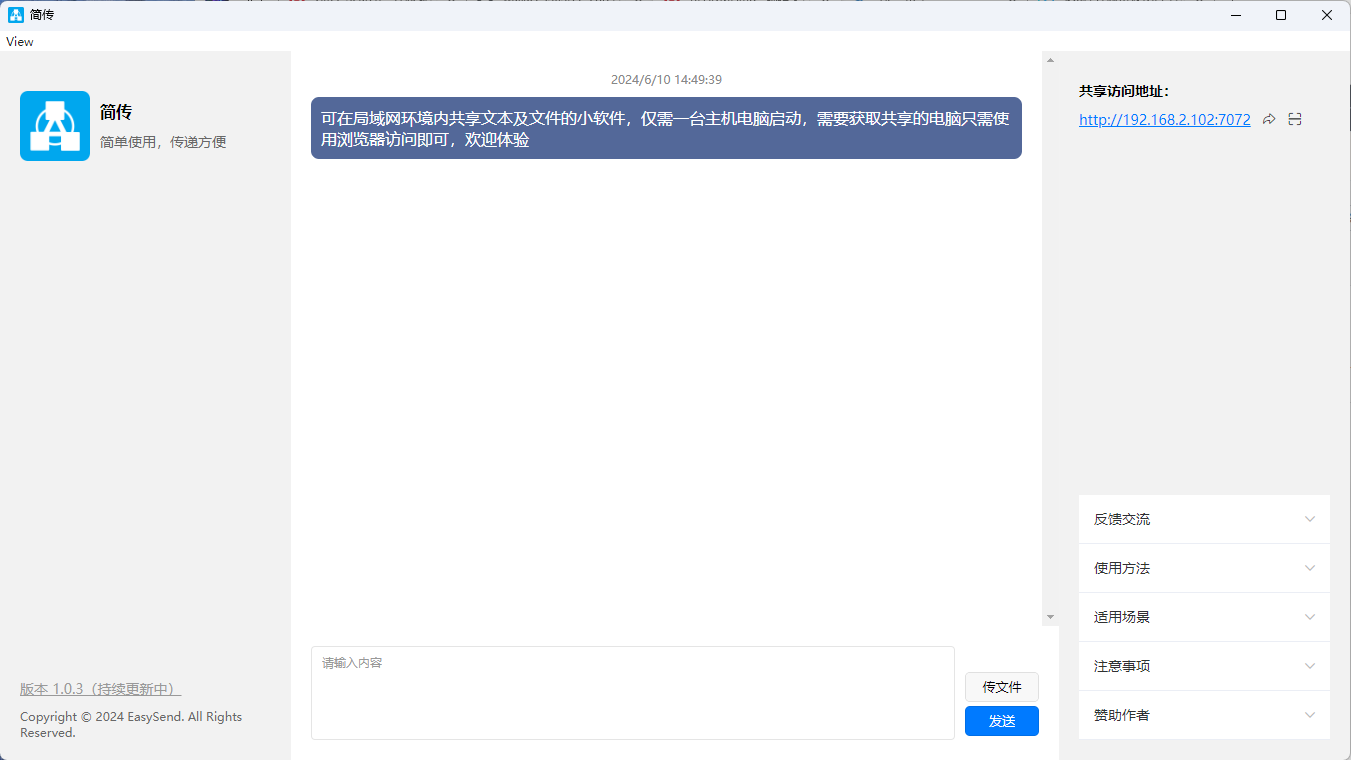 简传
View
简传
简单使用，传递方便
版本 1.0.3（持续更新中）
Copyright © 2024 EasySend. All Rights
Reserved.
2024/6/10 14:49:39
可在局域网环境内共享文本及文件的小软件，仅需一台主机电脑启动，需要获取共享的电脑只需使
用浏览器访问即可，欢迎体验
请输入内容
传文件
发送
共享访问地址：
http://192.168.2.102:7072
反馈交流
使用方法
适用场景
注意事项
赞助作者